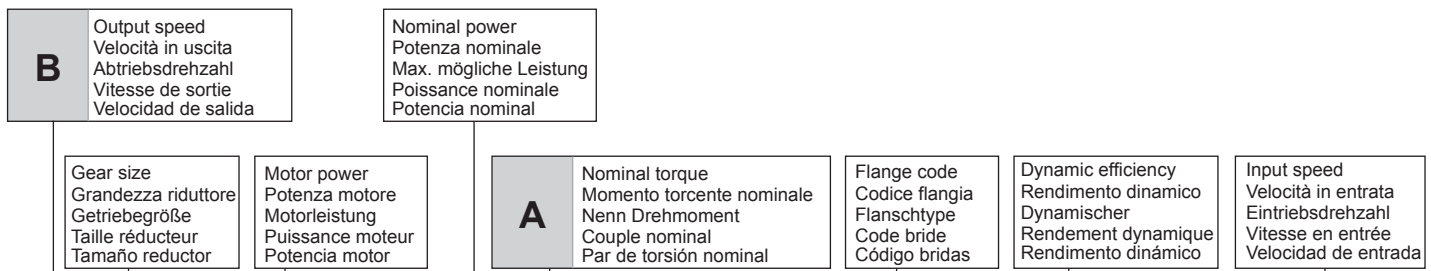 B
Output speed
Velocità in uscita
Abtriebsdrehzahl
Vitesse de sortie
Velocidad de salida
Nominal power
Potenza nominale
Max. mögliche Leistung
Poissance nominale
Potencia nominal
Gear size
Grandezza riduttore
Getriebegröße
Taille réducteur
Tamaño reductor
Motor power
Potenza motore
Motorleistung
Puissance moteur
Potencia motor
A
Nominal torque
Momento torcente nominale
Nenn Drehmoment
Couple nominal
Par de torsión nominal
Flange code
Codice flangia
Flanschtype
Code bride
Código bridas
Dynamic efficiency
Rendimento dinamico
Dynamischer
Rendement dynamique
Rendimento dinámico
Input speed
Velocità in entrata
Eintriebsdrehzahl
Vitesse en entrée
Velocidad de entrada